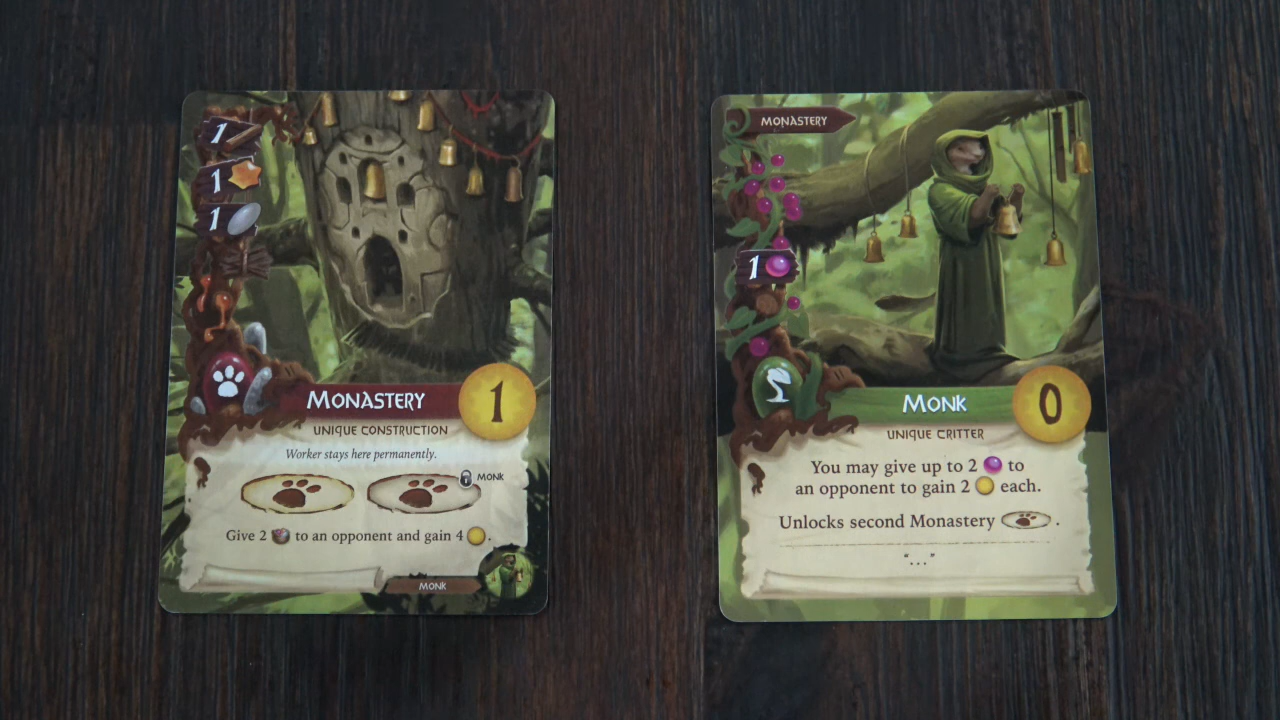 1
1
1
MONASTERY
1
UNIQUE CONSTRUCTION
Worker stays here permanently.
MONK
Give 2 to an opponent and gain 4 .
MONK
MONASTERY
1
MONK
0
UNIQUE CRITTER
You may give up to 2 to
an opponent to gain 2 each.
Unlocks second Monastery .
"..."